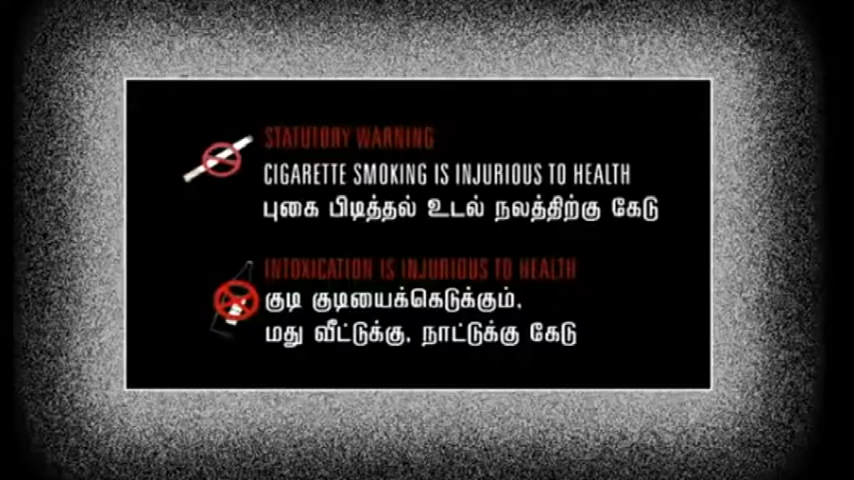 STATUTORY WARNING
CIGARETTE SMOKING IS INJURIOUS TO HEALTH
புகை பிடித்தல் உடல் நலத்திற்கு கேடு
INTOXICATION IS INJURIOUS TO HEALTH
குடி குடியைக்கெடுக்கும்.
மது வீட்டுக்கு, நாட்டுக்கு கேடு